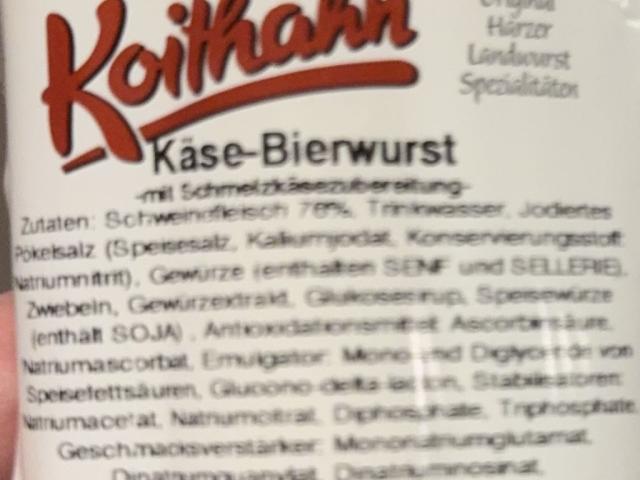 Koithahn
Original
Harzer
Landwurst
Spezialitäten
Käse-Bierwurst
-mit Schmelzkäsezubereitung-
Zutaten: Schweinefleisch 78%, Trinkwasser, Jodiertes
Pökelsalz (Speisesalz, Kaliumjodat, Konservierungsstoff:
Natriumnitrit), Gewürze (enthalten SENF und SELLERIE),
Zwiebeln, Gewürzextrakt, Glukosesirup, Speisewürze
(enthält SOJA), Antioxidationsmittel: Ascorbinsäure,
Natriumascorbat, Emulgator: Mono- und Diglyceride von
Speisefettsäuren, Glucono-delta-lacton, Stabilisatoren:
Natriumacetat, Natriumcitrat, Diphosphate, Triphosphate,
Geschmacksverstärker: Mononatriumglutamat,
Dinatriumguanylat, Dinatriuminosinat,